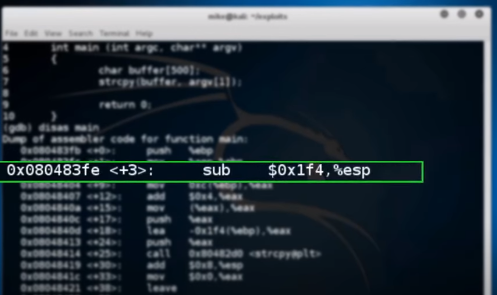 mike@kali: ~/exploits
File Edit View Search Terminal Help
4 int main (int argc, char** argv)
5 {
6 char buffer[500];
7 strcpy(buffer, argv[1]);
8
9 return 0;
10 }
(gdb) disas main
Dump of assembler code for function main:
0x080483fb <+0>: push %ebp
0x080483fe <+3>: sub $0x1f4,%esp
0x08048404 <+9>: mov 0xc(%ebp),%eax
0x08048407 <+12>: add $0x4,%eax
0x0804840a <+15>: mov (%eax),%eax
0x0804840c <+17>: push %eax
0x0804840d <+18>: lea -0x1f4(%ebp),%eax
0x08048413 <+24>: push %eax
0x08048414 <+25>: call 0x80482d0 <strcpy@plt>
0x08048419 <+30>: add $0x8,%esp
0x0804841c <+33>: mov $0x0,%eax
0x08048421 <+38>: leave